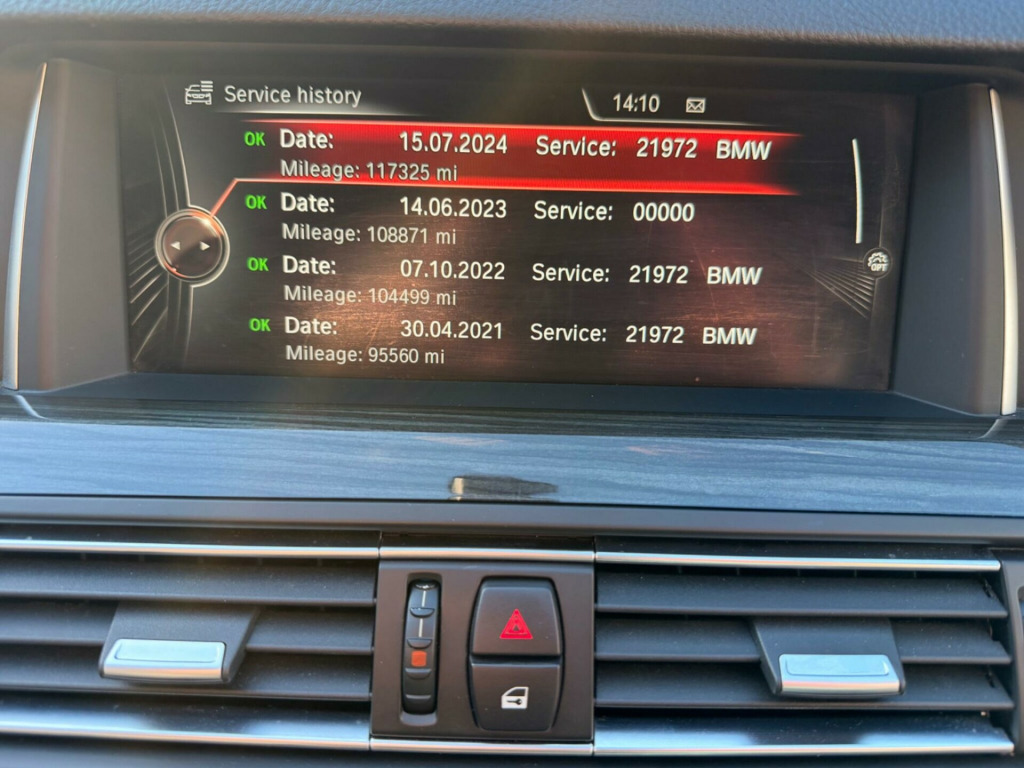 Service history 14:10
OK Date: 15.07.2024 Service: 21972 BMW
Mileage: 117325 mi
OK Date: 14.06.2023 Service: 00000
Mileage: 108871 mi
OK Date: 07.10.2022 Service: 21972 BMW
Mileage: 104499 mi
OPT
OK Date: 30.04.2021 Service: 21972 BMW
Mileage: 95560 mi